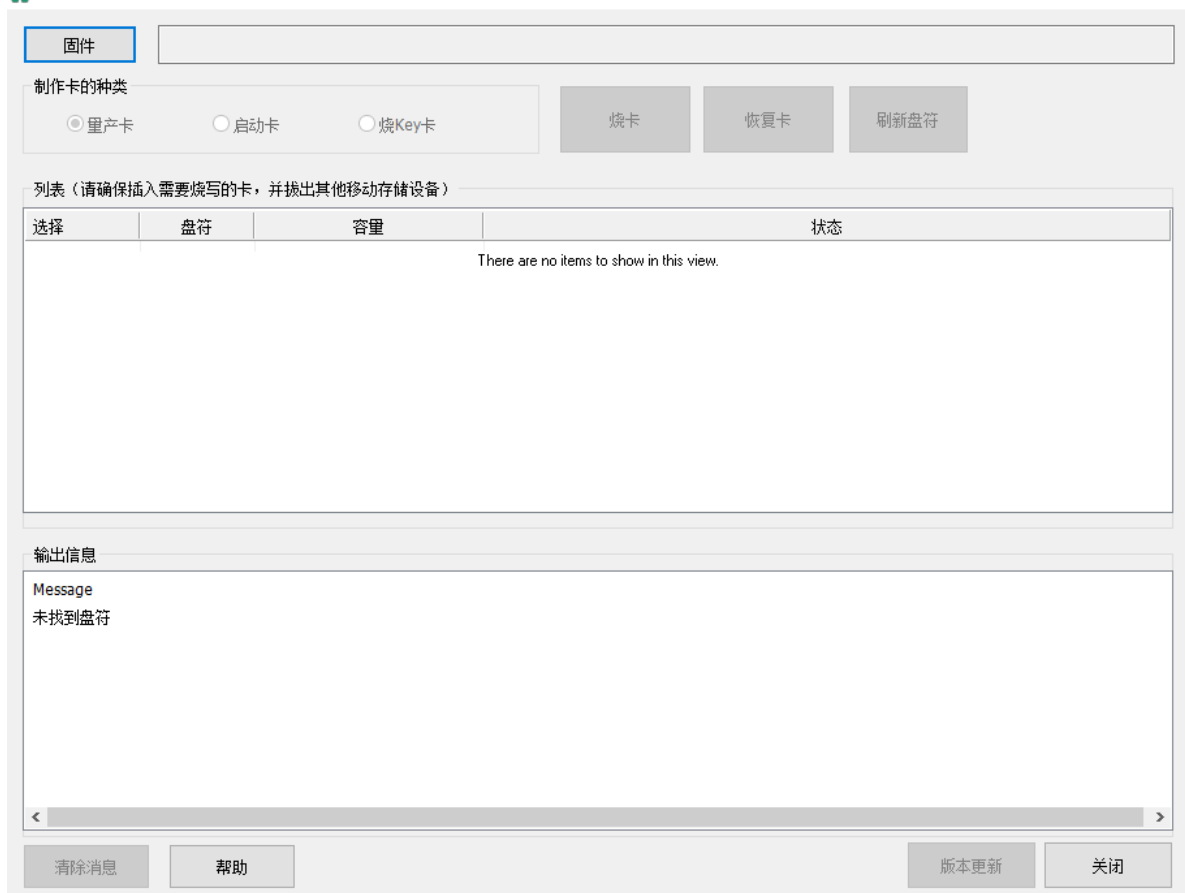 固件
制作卡的种类
量产卡 启动卡 烧Key卡 烧卡 恢复卡 刷新盘符
列表（请确保插入需要烧写的卡，并拔出其他移动存储设备）
选择 盘符 容量 状态
There are no items to show in this view.
输出信息
Message
未找到盘符
清除消息 帮助 版本更新 关闭